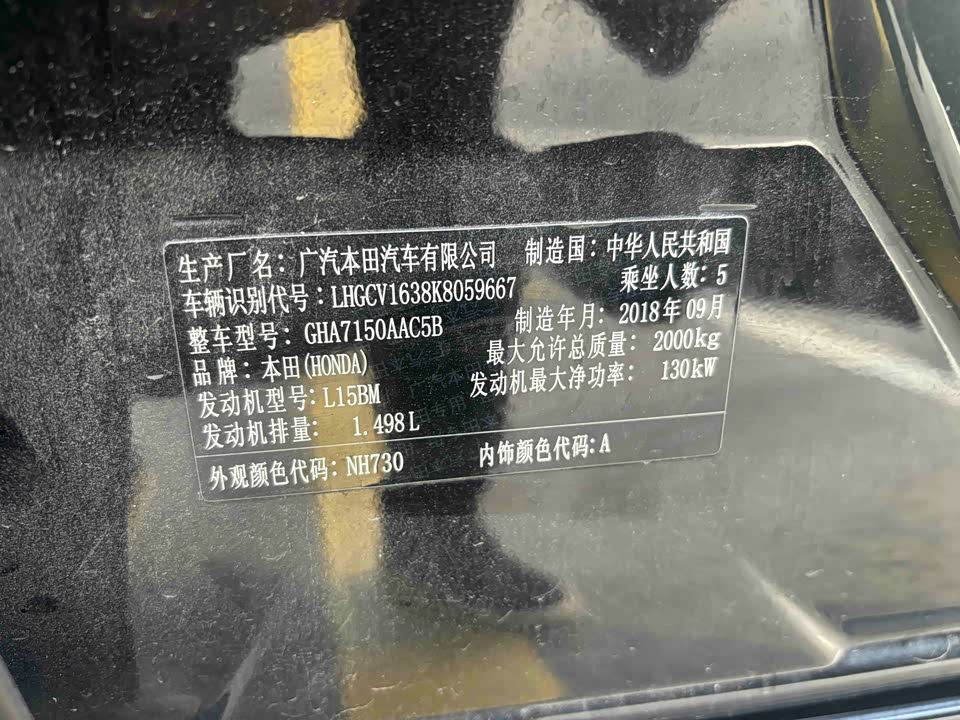 生产厂名：广汽本田汽车有限公司 制造国：中华人民共和国
车辆识别代号：LHGCV1638K8059667 乘坐人数：5
整车型号：GHA7150AAC5B 制造年月：2018年09月
品牌：本田(HONDA) 最大允许总质量：2000kg
发动机型号：L15BM 发动机最大净功率：130kW
发动机排量：1.498L
外观颜色代码：NH730 内饰颜色代码：A